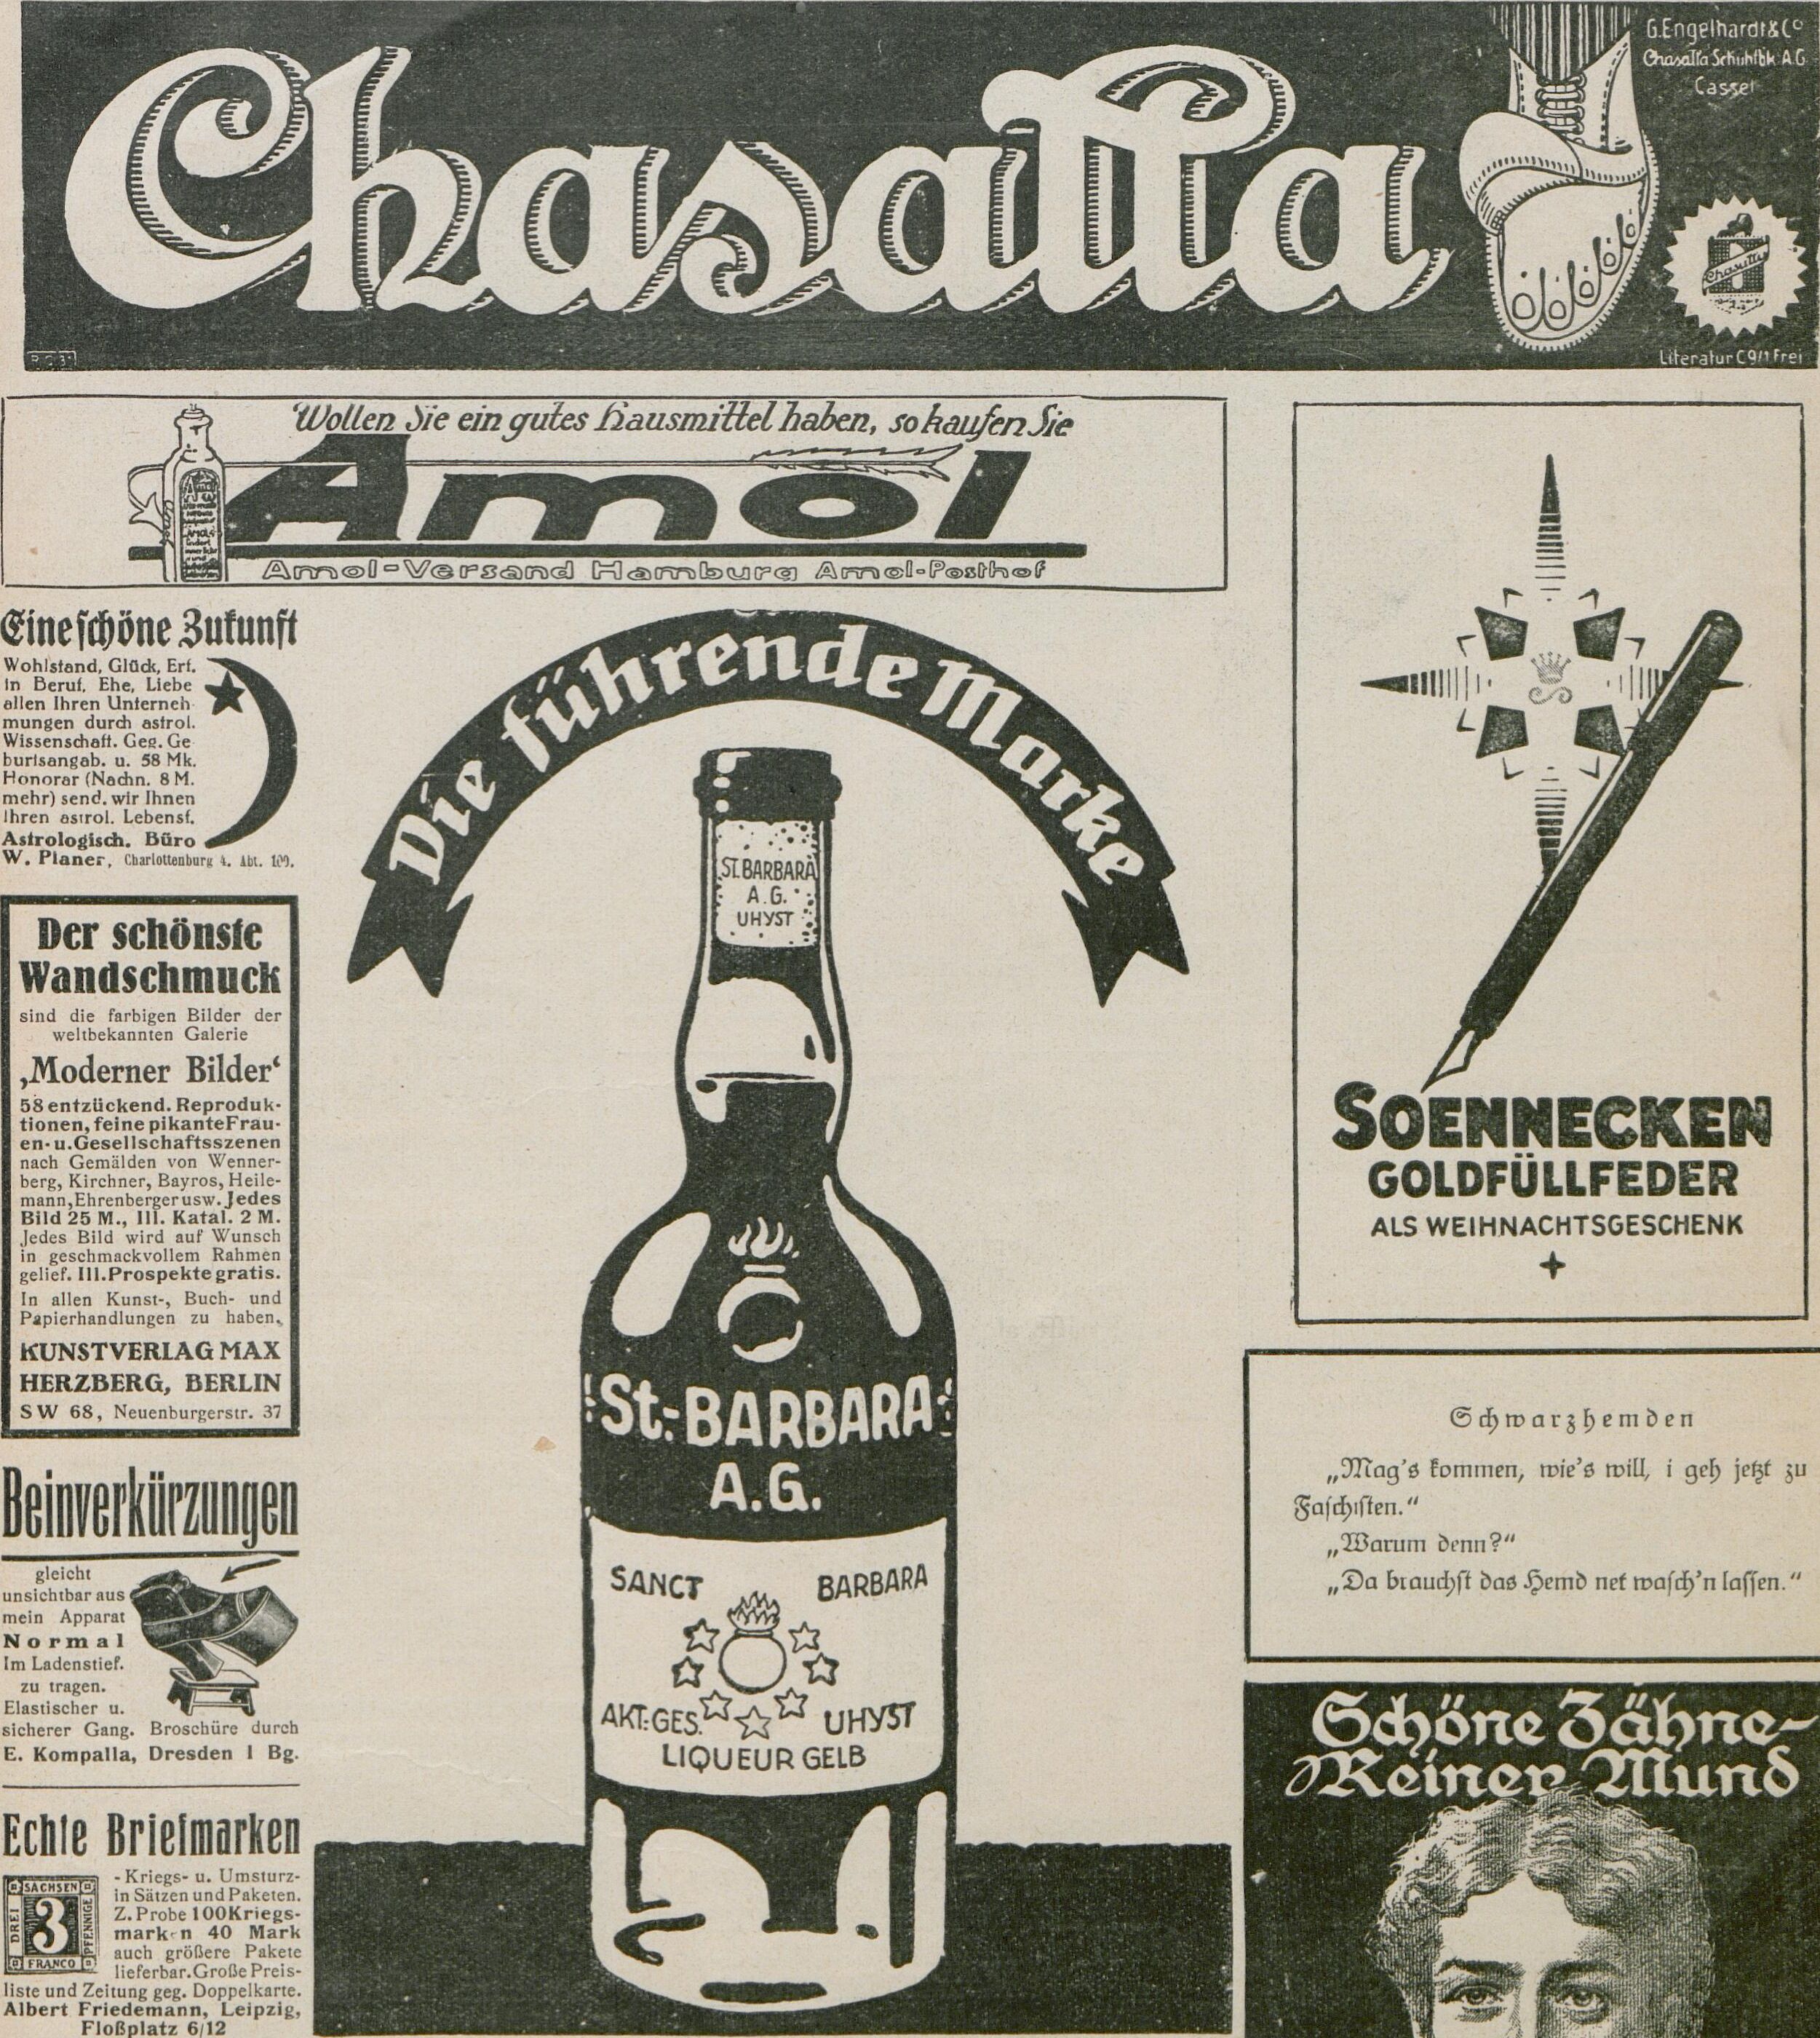 Chasalla
G. Engelhardt & Co
Chasalla Schuhfbk A.G
Cassel
Chasalla
Literatur C 9/1 Frei
Wollen Sie ein gutes Hausmittel haben, so kaufen Sie
Amol
Amol-Versand Hamburg Amol-Posthof
Eine schöne Zukunft
Wohlstand, Glück, Erf.
in Beruf, Ehe, Liebe
allen Ihren Unterneh
mungen durch astrol.
Wissenschaft. Geg. Ge
burtsangab. u. 58 Mk.
Honorar (Nachn. 8 M.
mehr) send. wir Ihnen
Ihren astrol. Lebensf.
Astrologisch. Büro
W. Planer, Charlottenburg 4. Abt. 109.
Der schönste
Wandschmuck
sind die farbigen Bilder der
weltbekannten Galerie
‚Moderner Bilder‘
58 entzückend. Reproduk-
tionen, feine pikante Frau-
en- u. Gesellschaftsszenen
nach Gemälden von Wenner-
berg, Kirchner, Bayros, Heile-
mann, Ehrenberger usw. Jedes
Bild 25 M., Ill. Katal. 2 M.
Jedes Bild wird auf Wunsch
in geschmackvollem Rahmen
gelief. Ill. Prospekte gratis.
In allen Kunst-, Buch- und
Papierhandlungen zu haben.
KUNSTVERLAG MAX
HERZBERG, BERLIN
SW 68, Neuenburgerstr. 37
Beinverkürzungen
gleicht
unsichtbar aus
mein Apparat
Normal
Im Ladenstief.
zu tragen.
Elastischer u.
sicherer Gang. Broschüre durch
E. Kompalla, Dresden 1 Bg.
Echte Briefmarken
SACHSEN
DREI
3
PFENNIGE
FRANCO
- Kriegs- u. Umsturz-
in Sätzen und Paketen.
Z. Probe 100 Kriegs-
marken 40 Mark
auch größere Pakete
lieferbar. Große Preis-
liste und Zeitung geg. Doppelkarte.
Albert Friedemann, Leipzig,
Floßplatz 6/12
Die führende Marke
ST. BARBARA
A.G.
UHYST
St.-BARBARA
A.G.
SANCT BARBARA
AKT.-GES. UHYST
LIQUEUR GELB
SOENNECKEN
GOLDFÜLLFEDER
ALS WEIHNACHTSGESCHENK
Schwarzhemden
„Mag's kommen, wie's will, i geh jetzt zu
Faschisten.“
„Warum denn?“
„Da brauchst das Hemd net wasch'n lassen.“
Schöne Zähne-
Reiner Mund